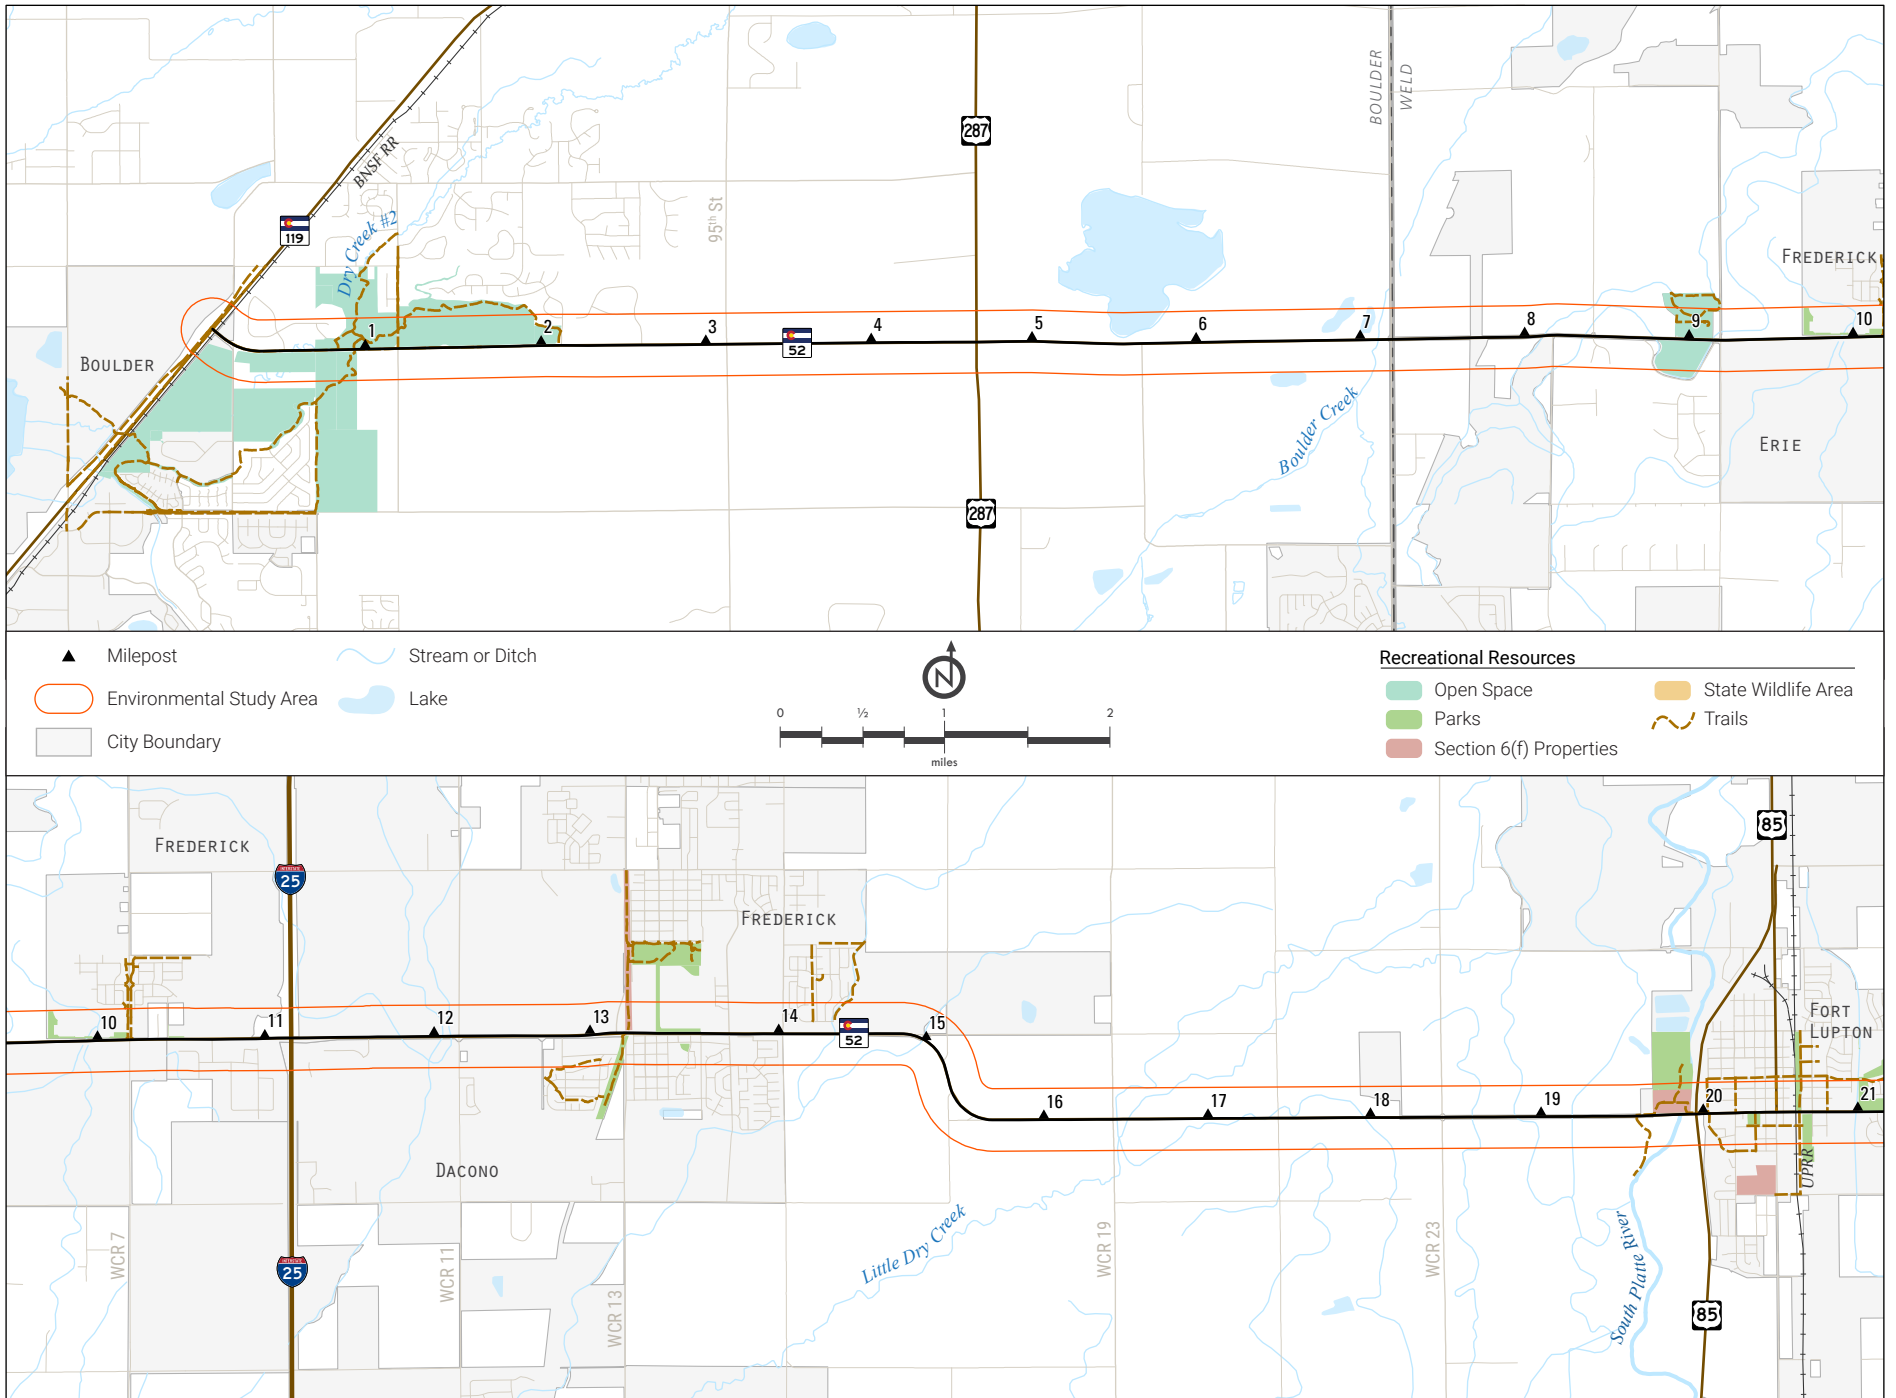 BOULDER
WELD
287
BNSF RR
119
Dry Creek #2
95th St
FREDERICK
BOULDER
1
2
3
52
4
5
6
7
8
9
10
Boulder Creek
ERIE
287
Milepost
Environmental Study Area
City Boundary
Stream or Ditch
Lake
N
0
½
1
2
miles
Recreational Resources
Open Space
Parks
Section 6(f) Properties
State Wildlife Area
Trails
85
FREDERICK
INTERSTATE
25
FREDERICK
FORT
LUPTON
10
11
12
13
14
52
15
16
17
18
19
20
21
DACONO
UPRR
Little Dry Creek
South Platte River
WCR 7
WCR 11
WCR 13
WCR 19
WCR 23
INTERSTATE
25
85